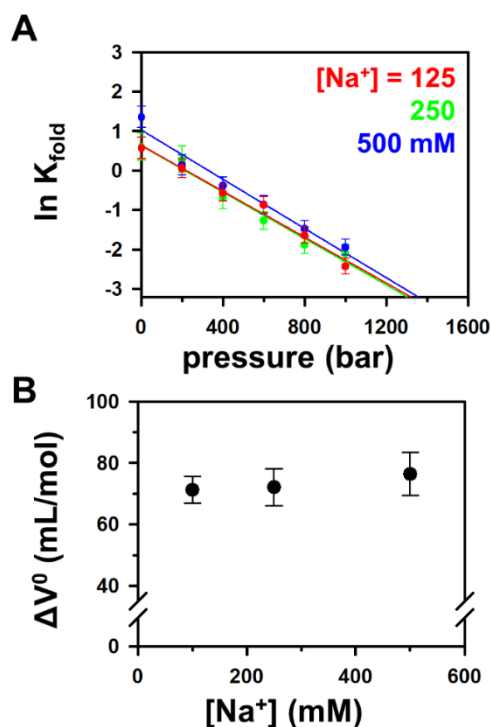 A
[Na⁺] = 125
250
500 mM
ln K_fold
3
2
1
0
-1
-2
-3
0 400 800 1200 1600
pressure (bar)
B
ΔV⁰ (mL/mol)
100
80
60
40
0
0 200 400 600
[Na⁺] (mM)